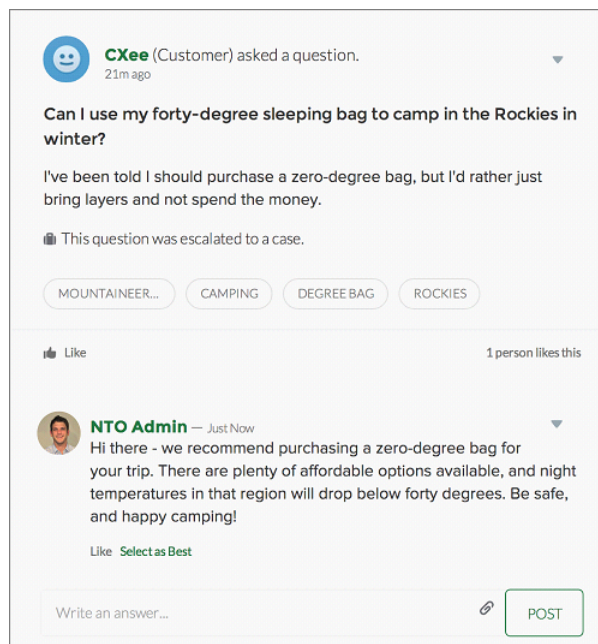 CXee (Customer) asked a question.
21m ago
Can I use my forty-degree sleeping bag to camp in the Rockies in
winter?
I've been told I should purchase a zero-degree bag, but I'd rather just
bring layers and not spend the money.
This question was escalated to a case.
MOUNTAINEER... CAMPING DEGREE BAG ROCKIES
Like 1 person likes this
NTO Admin — Just Now
Hi there - we recommend purchasing a zero-degree bag for
your trip. There are plenty of affordable options available, and night
temperatures in that region will drop below forty degrees. Be safe,
and happy camping!
Like Select as Best
Write an answer... POST